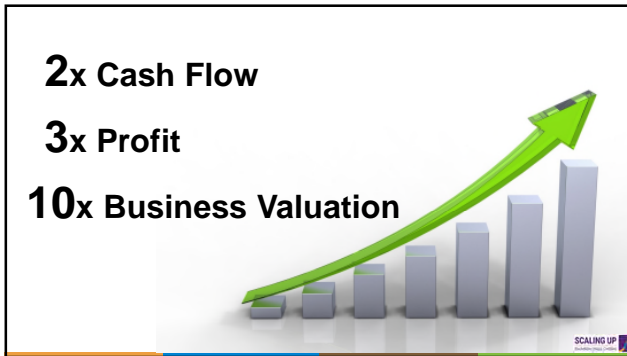 2x Cash Flow
3x Profit
10x Business Valuation
SCALING UP